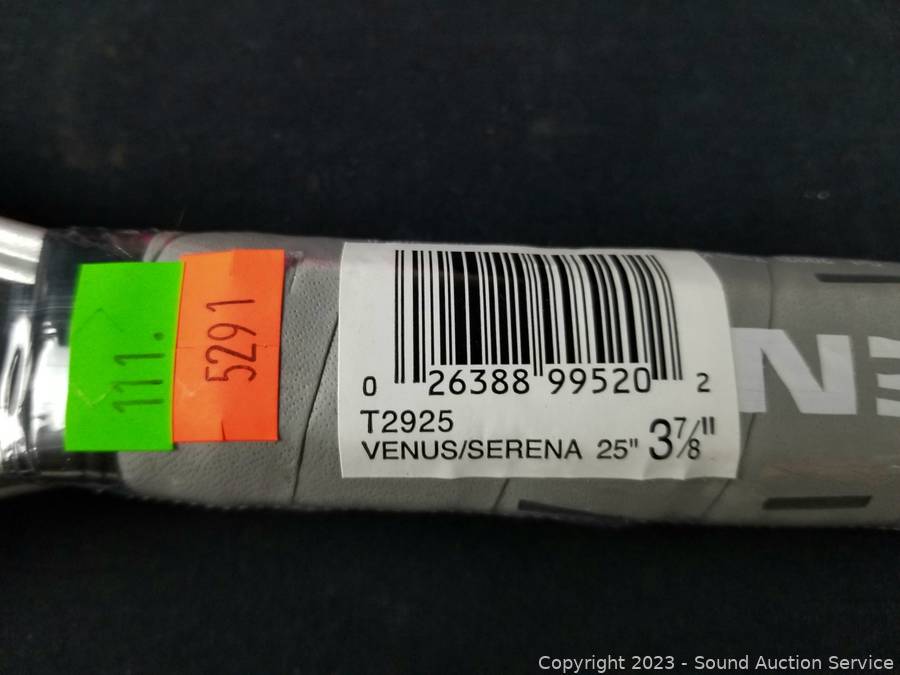 111.
5291
0 26388 99520 2
T2925
VENUS/SERENA 25" 3⅞"
N
Copyright 2023 - Sound Auction Service